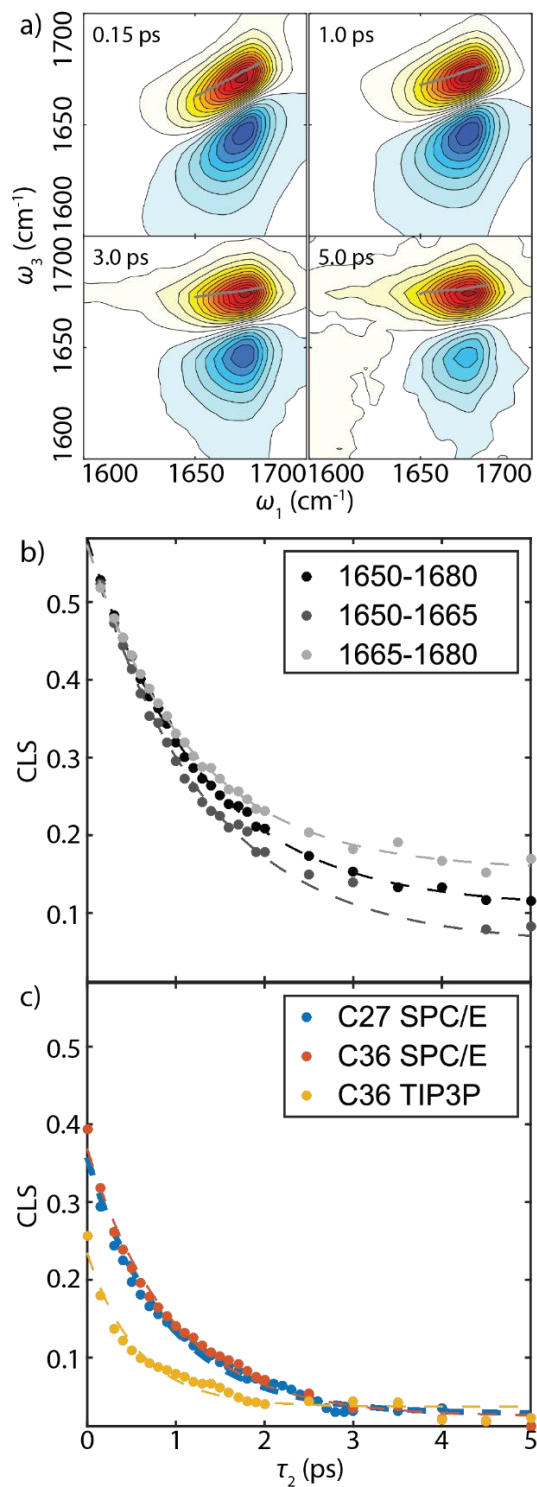 a)
0.15 ps
1.0 ps
3.0 ps
5.0 ps
1700
1650
1600
1700
1650
1600
ω₃ (cm⁻¹)
1600 1650 1700 1600 1650 1700
ω₁ (cm⁻¹)
b)
1650-1680
1650-1665
1665-1680
0.5
0.4
0.3
0.2
0.1
CLS
c)
C27 SPC/E
C36 SPC/E
C36 TIP3P
0.5
0.4
0.3
0.2
0.1
CLS
0 1 2 3 4 5
τ₂ (ps)